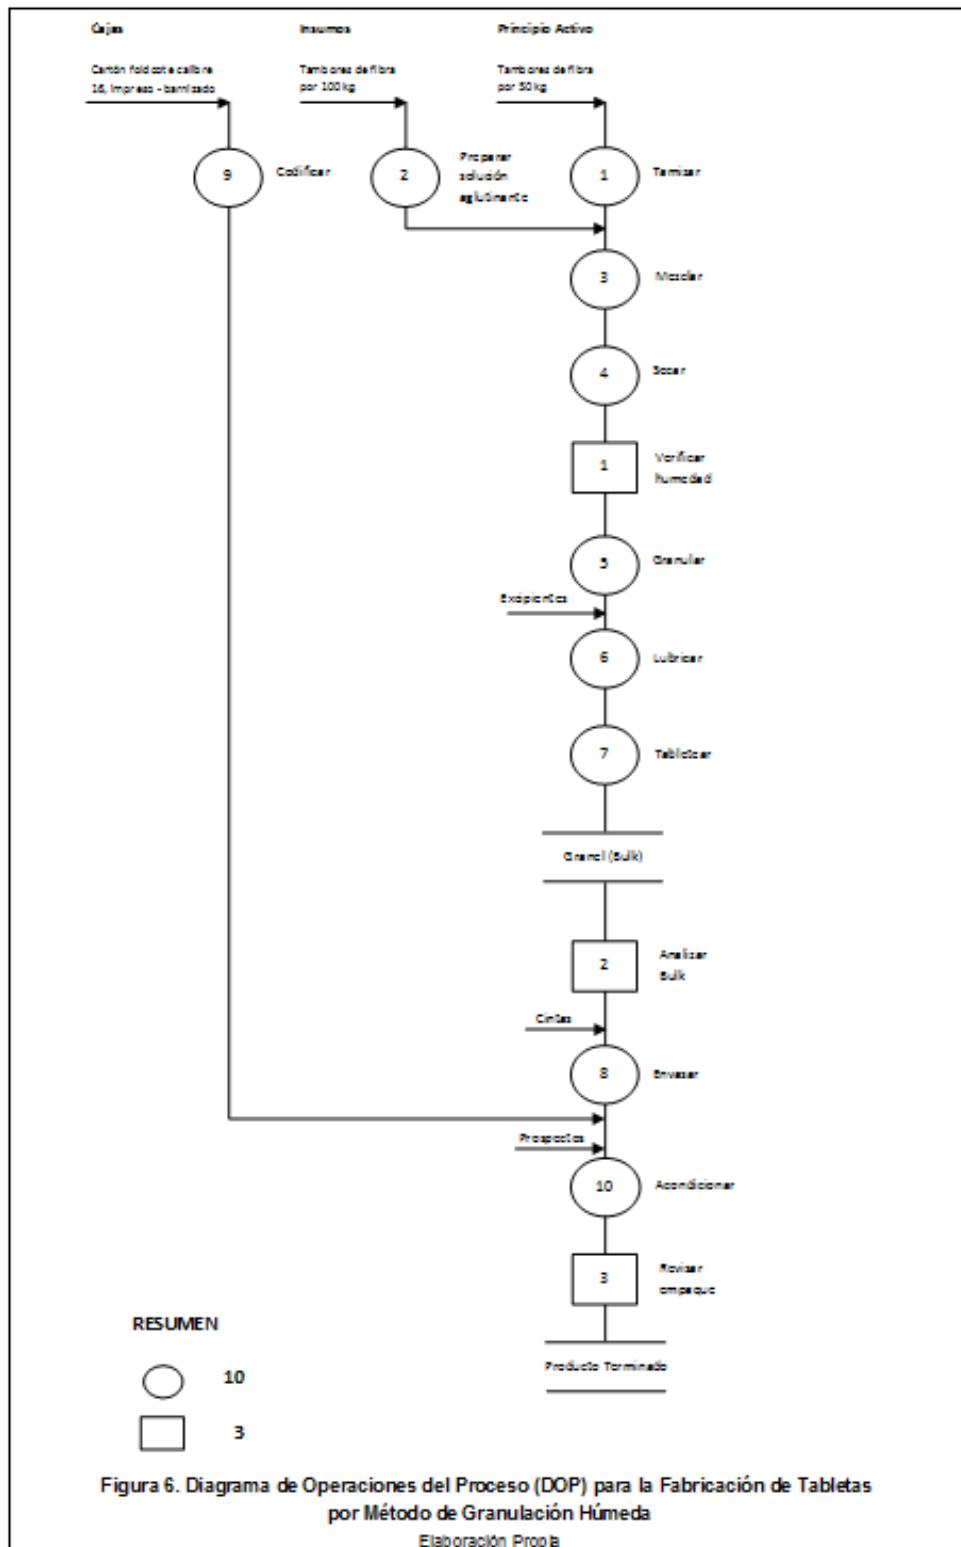 Cajas
Insumos
Principio Activo
Cartón foldcote calibre
16, Impreso - barnizado
Tambores de fibra
por 100 kg
Tambores de fibra
por 50 kg
9
Codificar
2
Preparar
solución
aglutinante
1
Tamizar
3
Mezclar
4
Secar
1
Verificar
humedad
5
Granular
Excipientes
6
Lubricar
7
Tabletear
Granel (Bulk)
2
Analizar
Bulk
Cintas
8
Envasar
Prospectos
10
Acondicionar
3
Revisar
empaque
Producto Terminado
RESUMEN
10
3
Figura 6. Diagrama de Operaciones del Proceso (DOP) para la Fabricación de Tabletas
por Método de Granulación Húmeda
Elaboración Propia